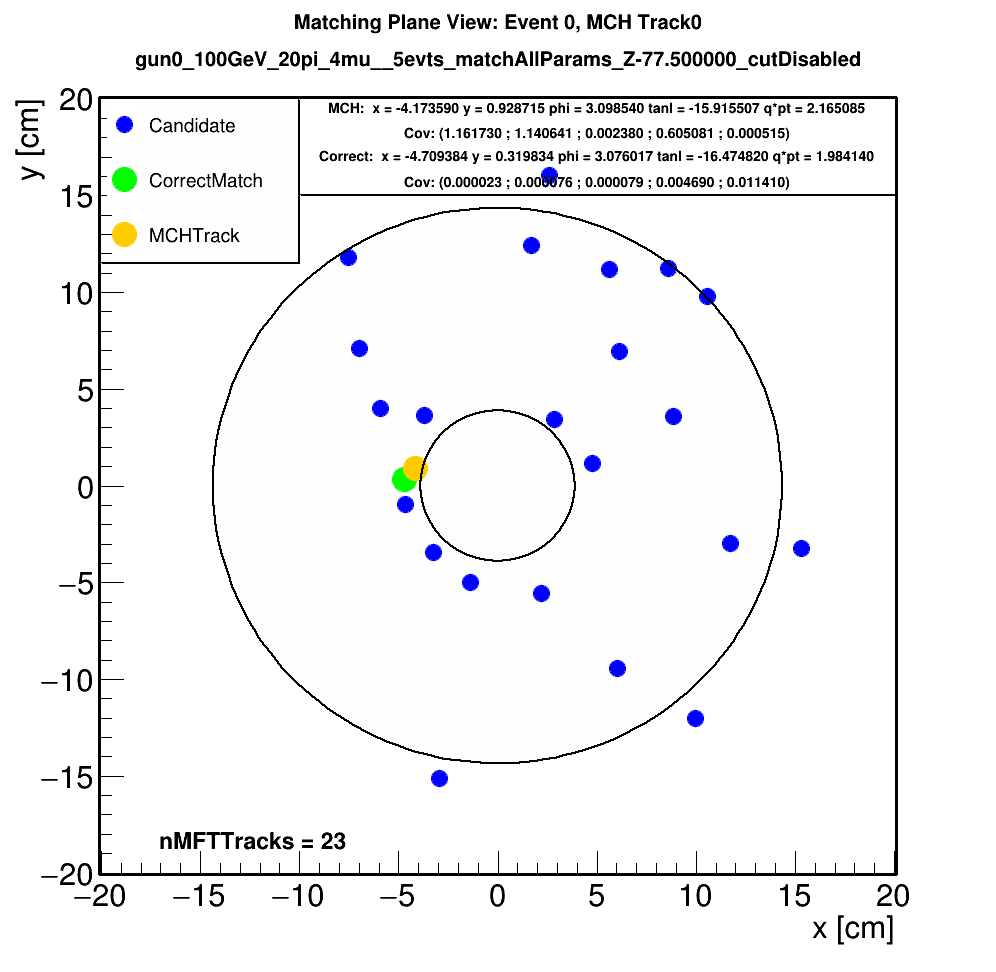 Matching Plane View: Event 0, MCH Track0
gun0_100GeV_20pi_4mu__5evts_matchAllParams_Z-77.500000_cutDisabled
y [cm]
Candidate
CorrectMatch
MCHTrack
MCH: x = -4.173590 y = 0.928715 phi = 3.098540 tanl = -15.915507 q*pt = 2.165085
Cov: (1.161730 ; 1.140641 ; 0.002380 ; 0.605081 ; 0.000515)
Correct: x = -4.709384 y = 0.319834 phi = 3.076017 tanl = -16.474820 q*pt = 1.984140
Cov: (0.000023 ; 0.000076 ; 0.000079 ; 0.004690 ; 0.011410)
20
15
10
5
0
−5
−10
−15
−20
nMFTTracks = 23
−20 −15 −10 −5 0 5 10 15 20
x [cm]